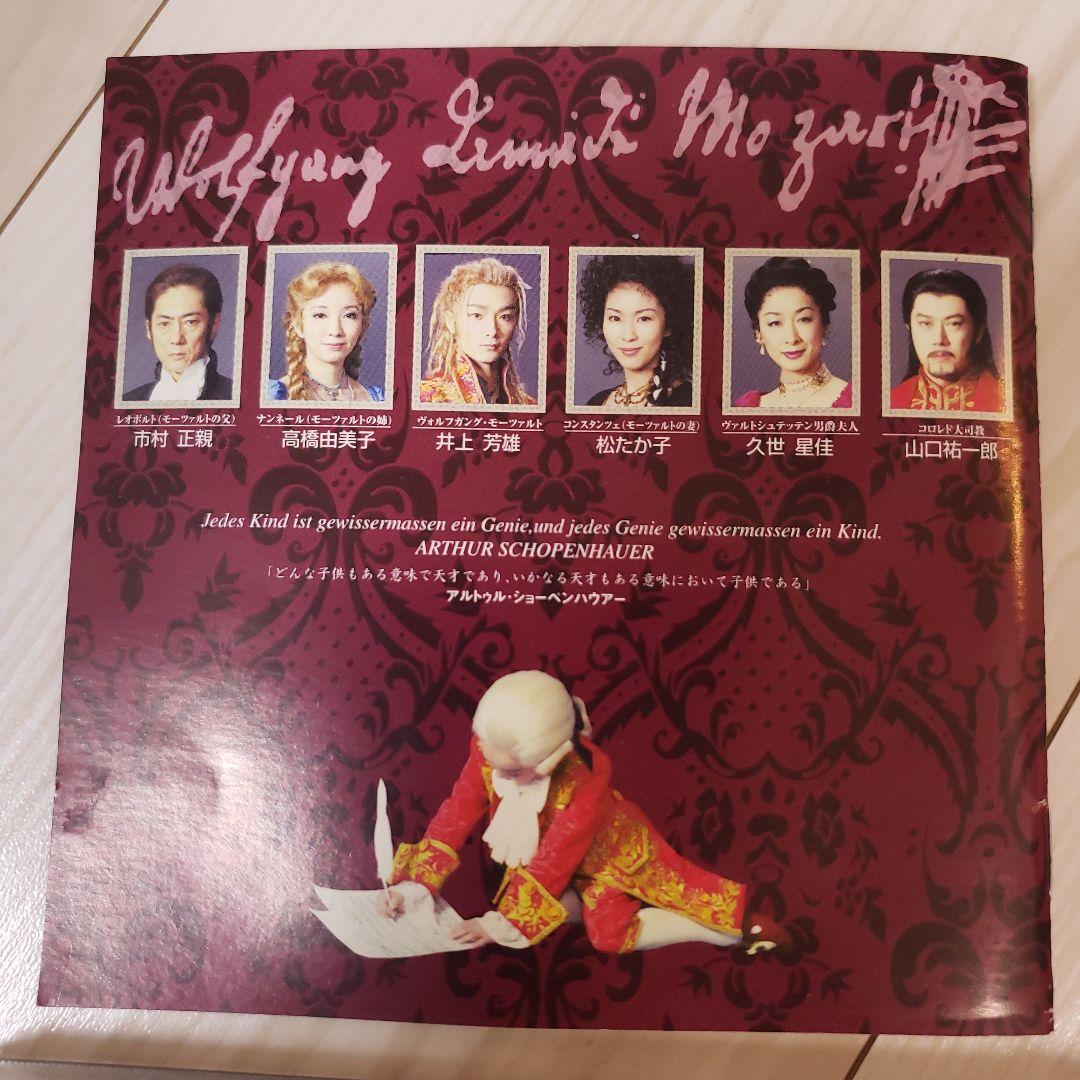 Wolfgang Amadé Mozart
レオポルト(モーツァルトの父)
市村 正親
ナンネール(モーツァルトの姉)
高橋由美子
ヴォルフガング・モーツァルト
井上 芳雄
コンスタンツェ(モーツァルトの妻)
松たか子
ヴァルトシュテッテン男爵夫人
久世 星佳
コロレド大司教
山口祐一郎
Jedes Kind ist gewissermassen ein Genie,und jedes Genie gewissermassen ein Kind.
ARTHUR SCHOPENHAUER
「どんな子供もある意味で天才であり、いかなる天才もある意味において子供である」
アルトゥル・ショーペンハウアー